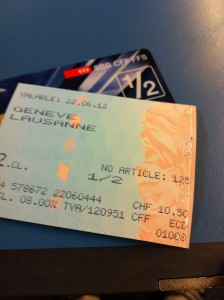 SBB CFF FFS
1/2
VALABLE: 22.06.12
GENEVE
LAUSANNE
2.CL.
NO ARTICLE: 125
1/2
578672 22060444
CHF 10.50
CL. 08.00% TVA/120951 CFF
01008